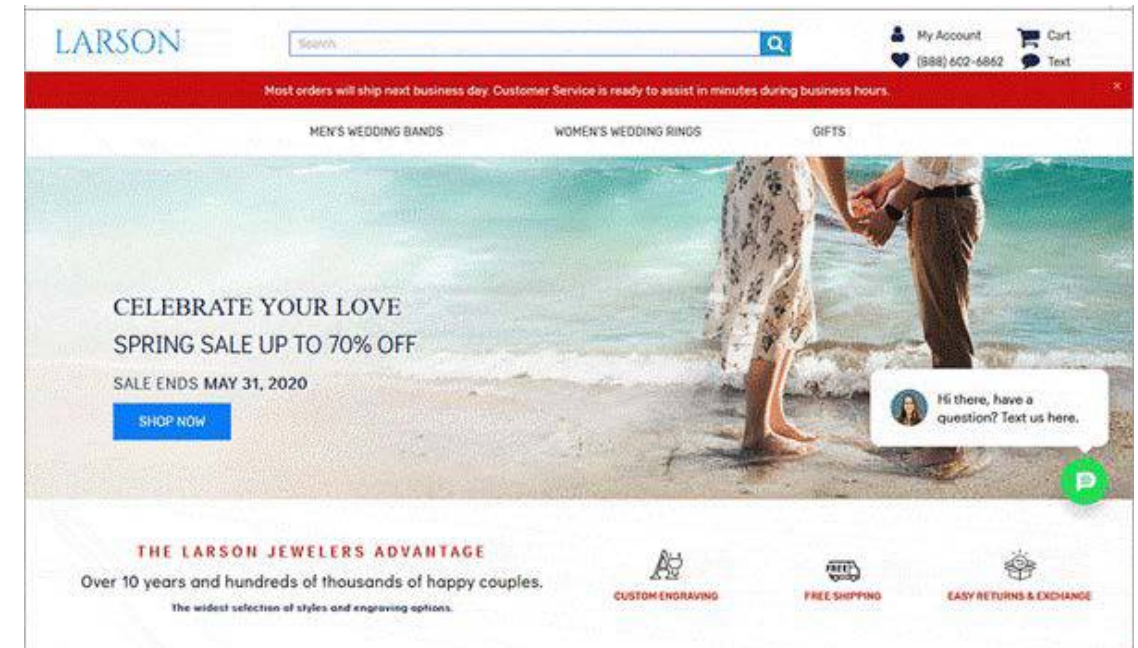 LARSON
Search
My Account
Cart
(888) 602-6862
Text
Most orders will ship next business day. Customer Service is ready to assist in minutes during business hours.
×
MEN'S WEDDING BANDS
WOMEN'S WEDDING RINGS
GIFTS
CELEBRATE YOUR LOVE
SPRING SALE UP TO 70% OFF
SALE ENDS MAY 31, 2020
SHOP NOW
Hi there, have a
question? Text us here.
THE LARSON JEWELERS ADVANTAGE
Over 10 years and hundreds of thousands of happy couples.
The widest selection of styles and engraving options.
CUSTOM ENGRAVING
FREE
FREE SHIPPING
EASY RETURNS & EXCHANGE